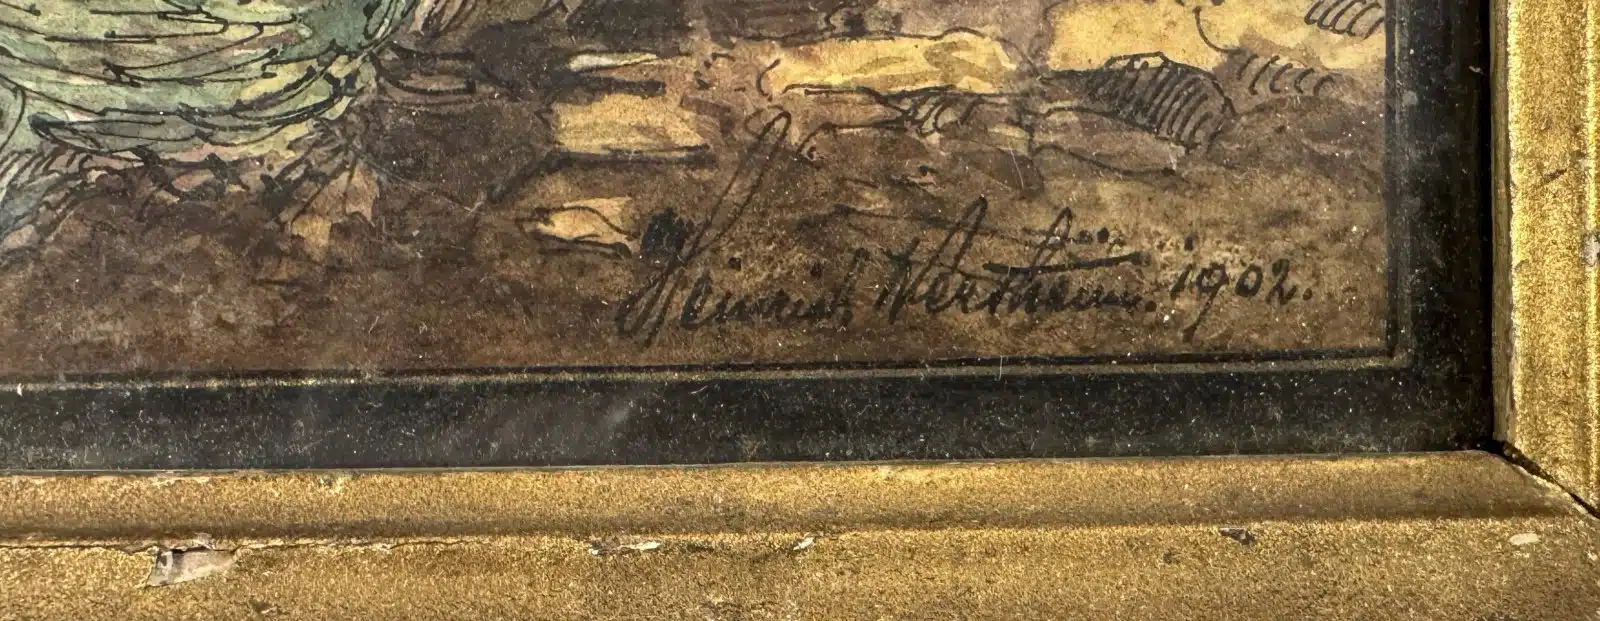 Heinrich Wertheim. 1902.